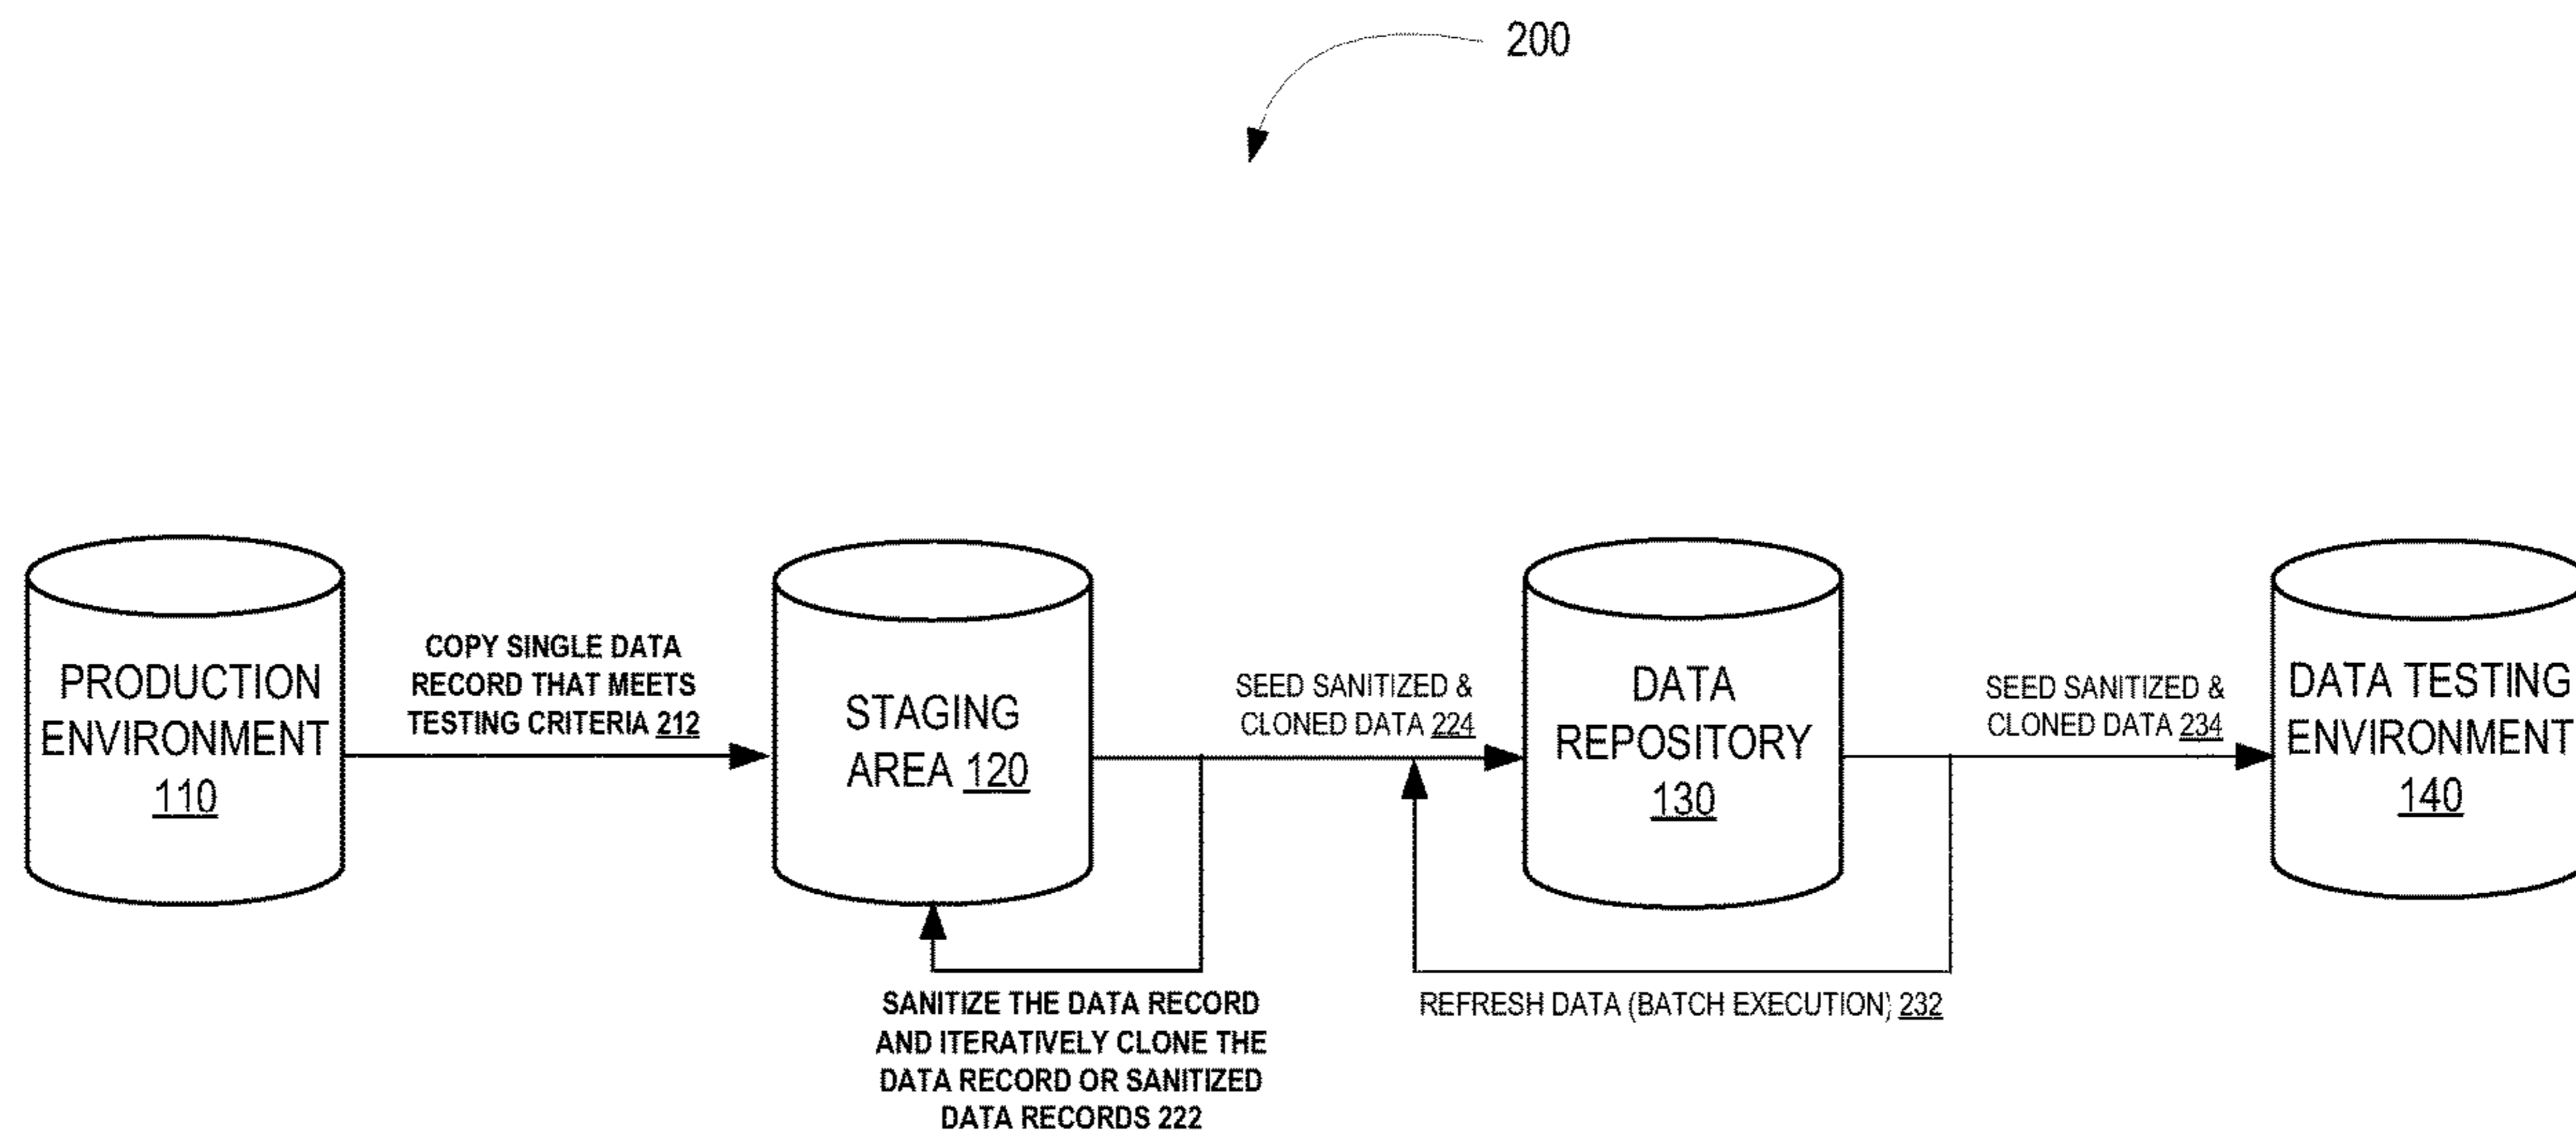 200
PRODUCTION
ENVIRONMENT
110
COPY SINGLE DATA
RECORD THAT MEETS
TESTING CRITERIA 212
STAGING
AREA 120
SANITIZE THE DATA RECORD
AND ITERATIVELY CLONE THE
DATA RECORD OR SANITIZED
DATA RECORDS 222
SEED SANITIZED &
CLONED DATA 224
DATA
REPOSITORY
130
REFRESH DATA (BATCH EXECUTION) 232
SEED SANITIZED &
CLONED DATA 234
DATA TESTING
ENVIRONMENT
140